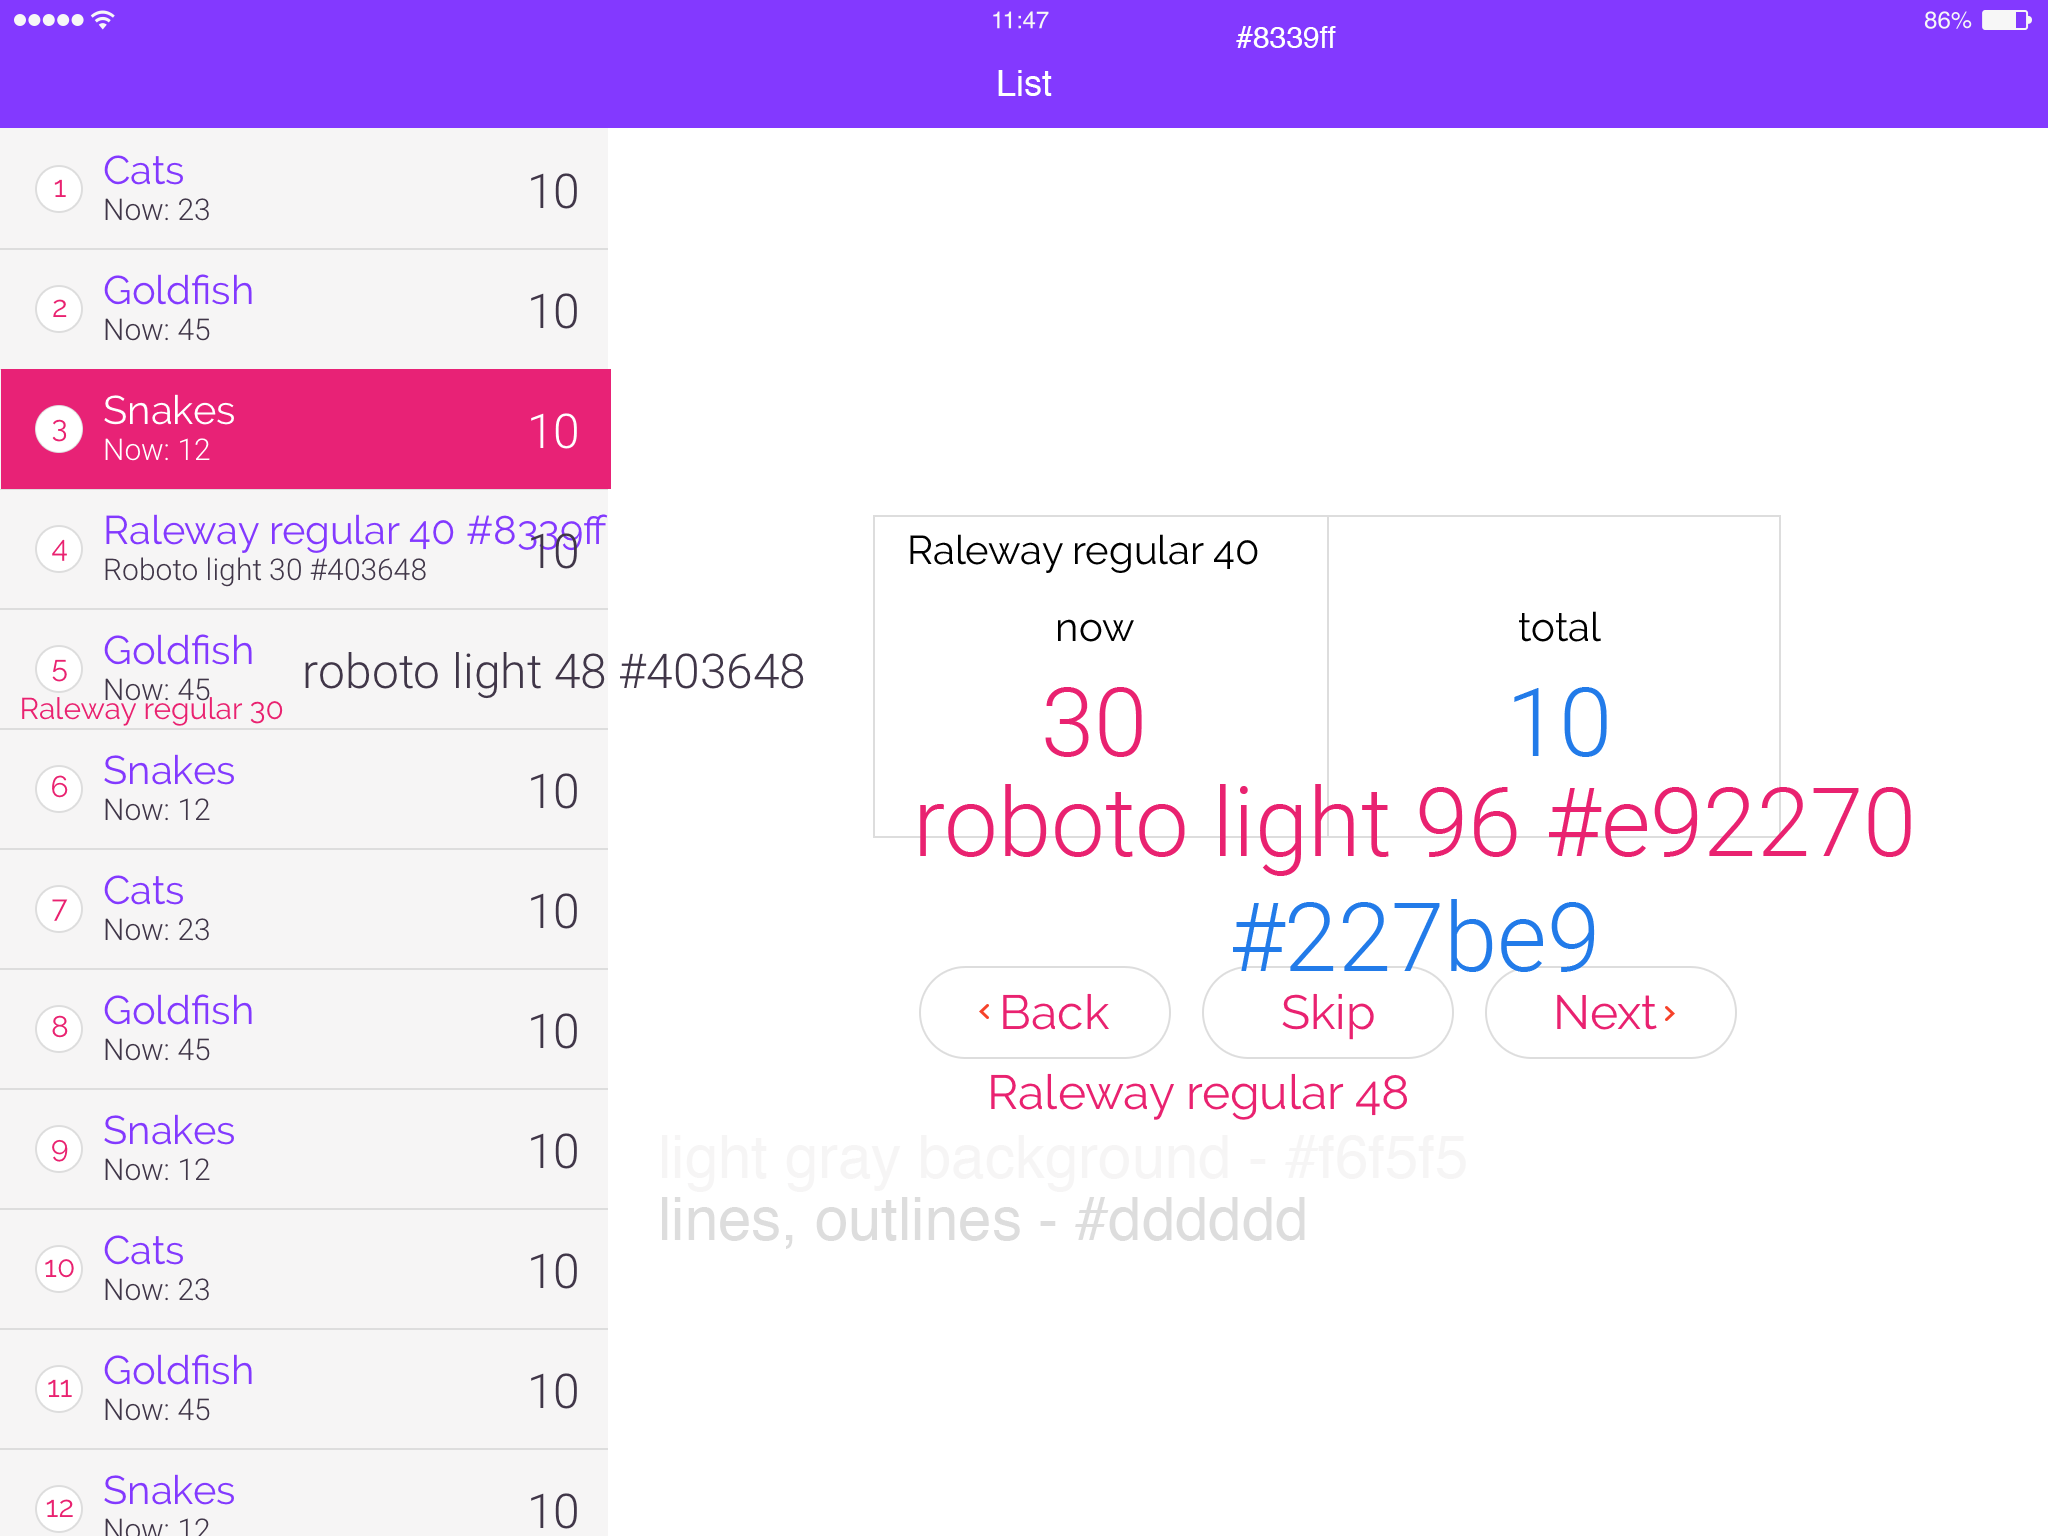 11:47
#8339ff
86%
List
1
Cats
Now: 23
10
2
Goldfish
Now: 45
10
3
Snakes
Now: 12
10
4
Raleway regular 40 #8339ff
Roboto light 30 #403648
10
5
Goldfish
Now: 45
roboto light 48 #403648
Raleway regular 30
6
Snakes
Now: 12
10
7
Cats
Now: 23
10
8
Goldfish
Now: 45
10
9
Snakes
Now: 12
10
10
Cats
Now: 23
10
11
Goldfish
Now: 45
10
12
Snakes
Now: 12
10
Raleway regular 40
now
30
total
10
roboto light 96 #e92270
#227be9
Back
Skip
Next
Raleway regular 48
light gray background - #f6f5f5
lines, outlines - #dddddd